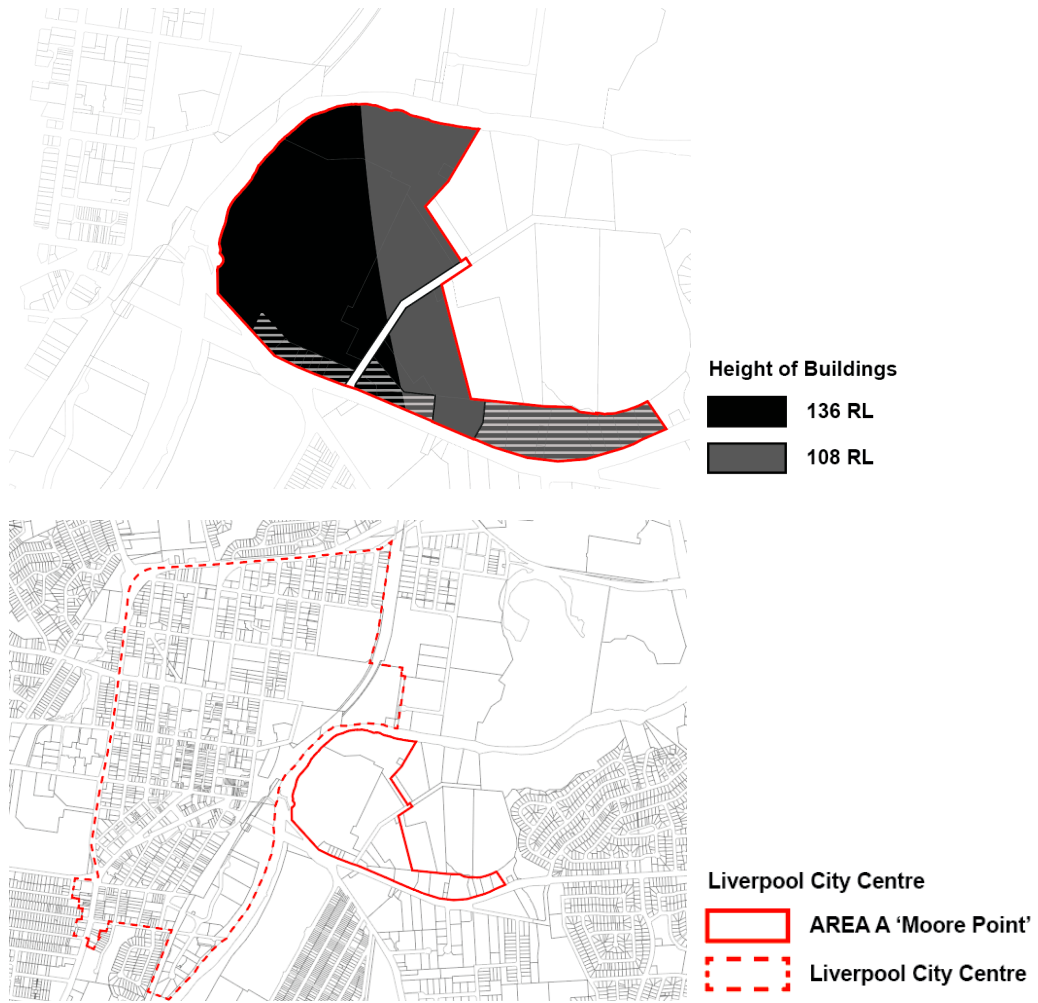 Height of Buildings
136 RL
108 RL
Liverpool City Centre
AREA A ‘Moore Point’
Liverpool City Centre